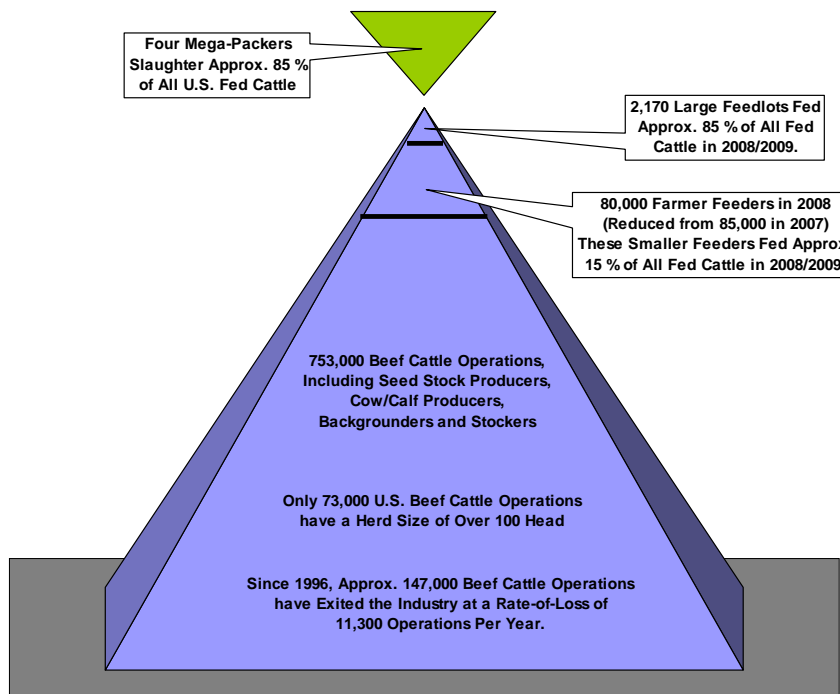 Four Mega-Packers
Slaughter Approx. 85 %
of All U.S. Fed Cattle
2,170 Large Feedlots Fed
Approx. 85 % of All Fed
Cattle in 2008/2009.
80,000 Farmer Feeders in 2008
(Reduced from 85,000 in 2007)
These Smaller Feeders Fed Approx
15 % of All Fed Cattle in 2008/2009
753,000 Beef Cattle Operations,
Including Seed Stock Producers,
Cow/Calf Producers,
Backgrounders and Stockers
Only 73,000 U.S. Beef Cattle Operations
have a Herd Size of Over 100 Head
Since 1996, Approx. 147,000 Beef Cattle Operations
have Exited the Industry at a Rate-of-Loss of
11,300 Operations Per Year.